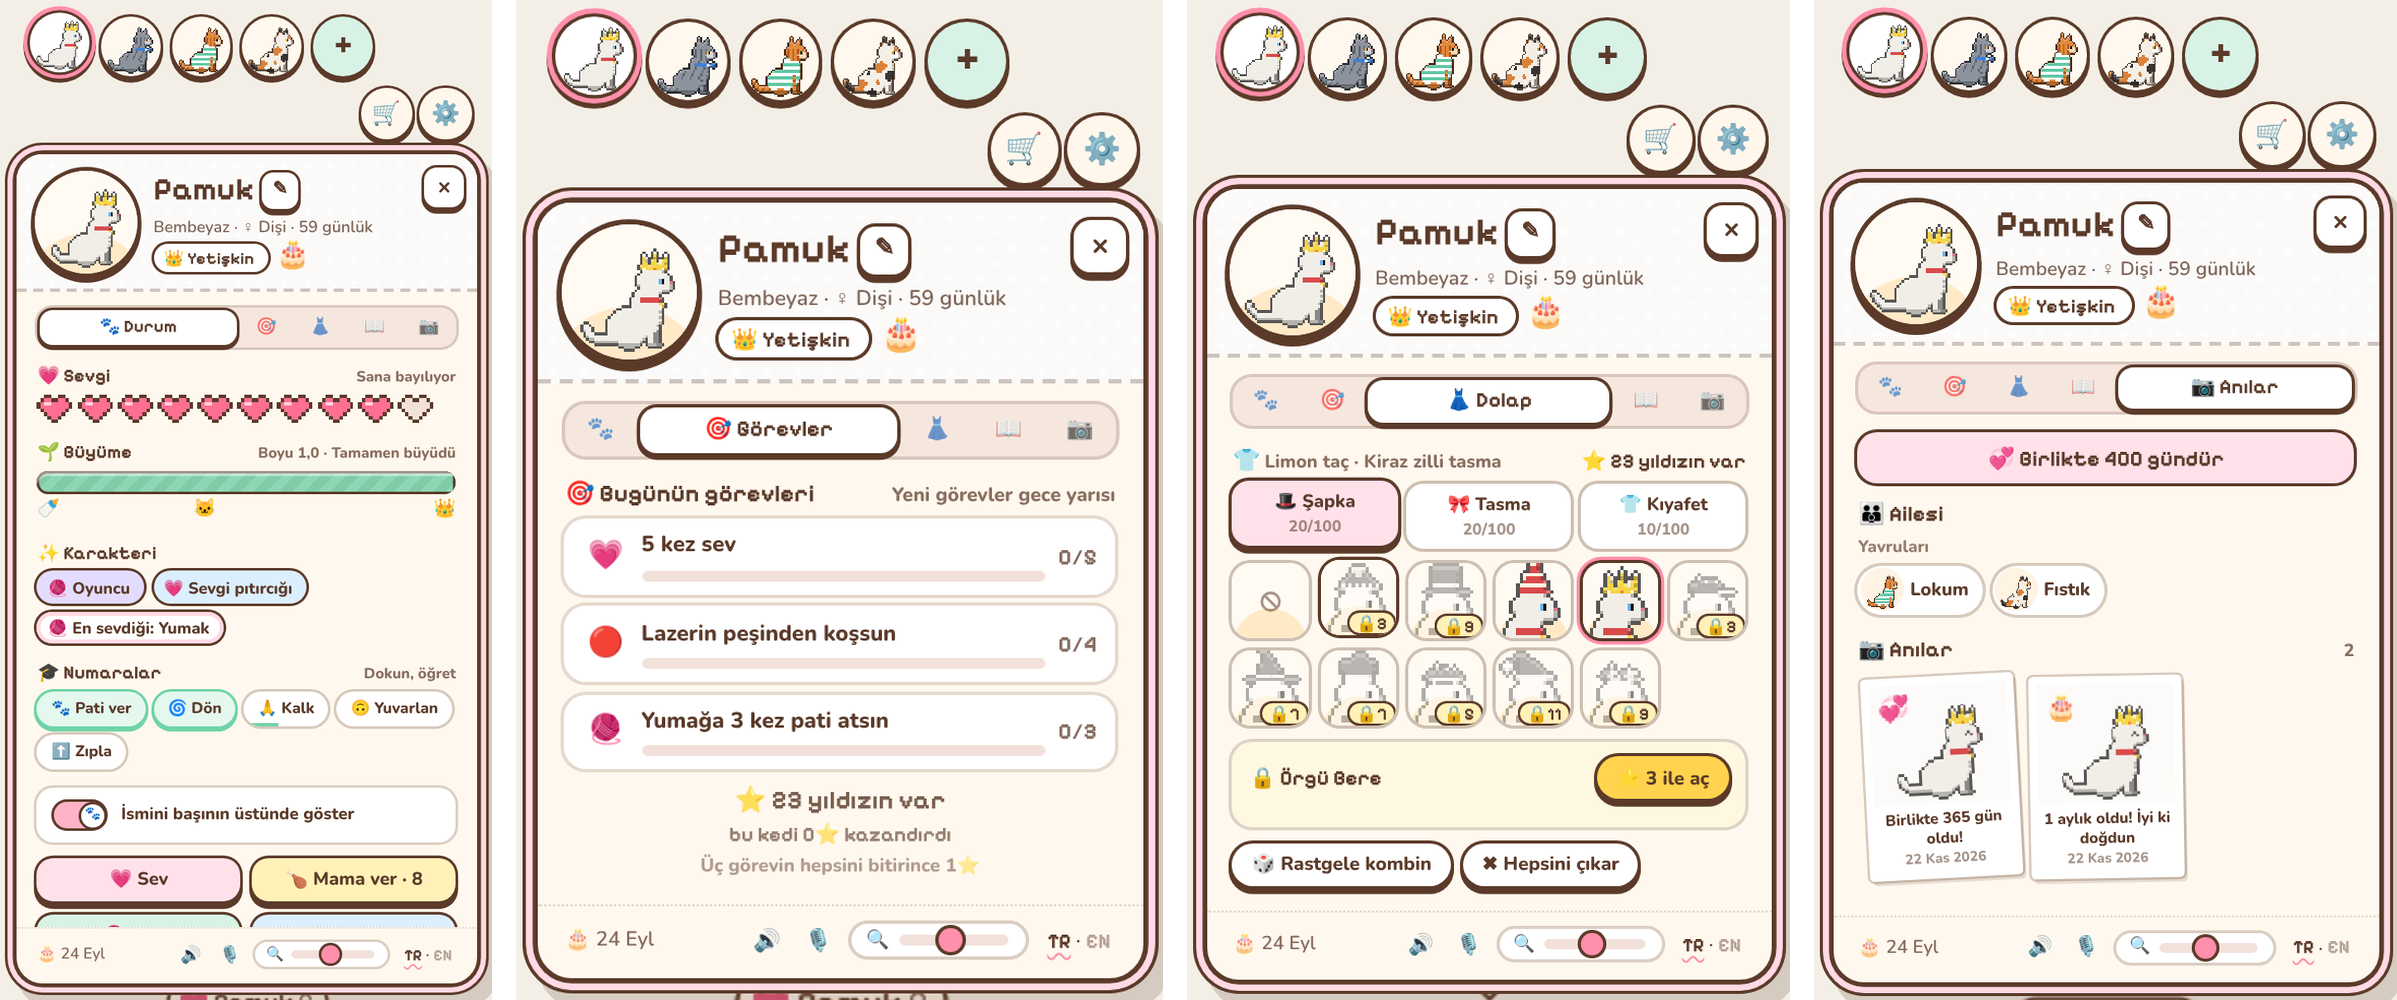 +
Pamuk
Bembeyaz · ♀ Dişi · 59 günlük
Yetişkin
Durum
Sevgi
Sana bayılıyor
Büyüme
Boyu 1,0 · Tamamen büyüdü
Karakteri
Oyuncu
Sevgi pıtırcığı
En sevdiği: Yumak
Numaralar
Dokun, öğret
Pati ver
Dön
Kalk
Yuvarlan
Zıpla
İsmini başının üstünde göster
Sev
Mama ver · 8
24 Eyl
TR · EN
+
Pamuk
Bembeyaz · ♀ Dişi · 59 günlük
Yetişkin
Görevler
Bugünün görevleri
Yeni görevler gece yarısı
5 kez sev
0/5
Lazerin peşinden koşsun
0/4
Yumağa 3 kez pati atsın
0/3
23 yıldızın var
bu kedi 0⭐ kazandırdı
Üç görevin hepsini bitirince 1⭐
24 Eyl
TR · EN
+
Pamuk
Bembeyaz · ♀ Dişi · 59 günlük
Yetişkin
Dolap
Limon taç · Kiraz zilli tasma
23 yıldızın var
Şapka
20/100
Tasma
20/100
Kıyafet
10/100
3
9
3
7
7
5
11
9
Örgü Bere
3 ile aç
Rastgele kombin
Hepsini çıkar
24 Eyl
TR · EN
+
Pamuk
Bembeyaz · ♀ Dişi · 59 günlük
Yetişkin
Anılar
Birlikte 400 gündür
Ailesi
Yavruları
Lokum
Fıstık
Anılar
2
Birlikte 365 gün
oldu!
22 Kas 2026
1 aylık oldu! İyi ki
doğdun
22 Kas 2026
24 Eyl
TR · EN